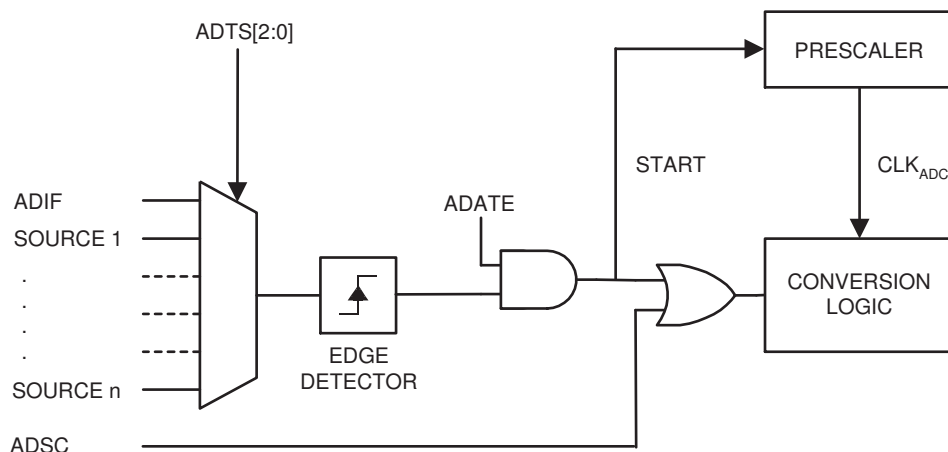 ADTS[2:0]
PRESCALER
START
CLKADC
ADIF
ADATE
SOURCE 1
.
.
.
.
CONVERSION
LOGIC
EDGE
DETECTOR
SOURCE n
ADSC